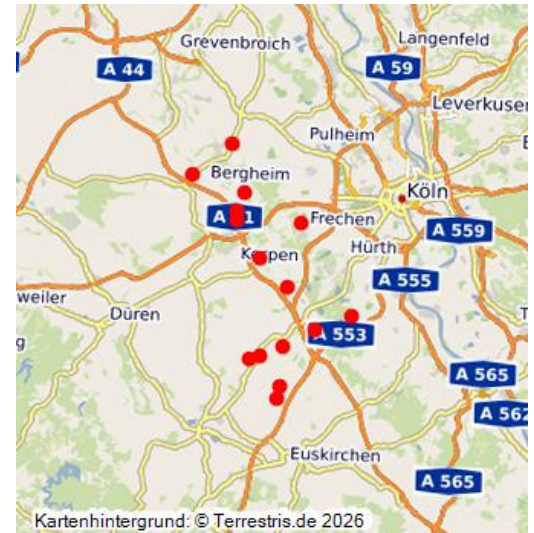 Grevenbroich
Langenfeld
A 44
A 59
Leverkuser
Pulheim
Bergheim
Köln
Frechen
A 559
Hürth
A 555
weiler
Düren
A 553
A 565
A 562
Euskirchen
A 565
Kartenhintergrund: © Terrestris.de 2026